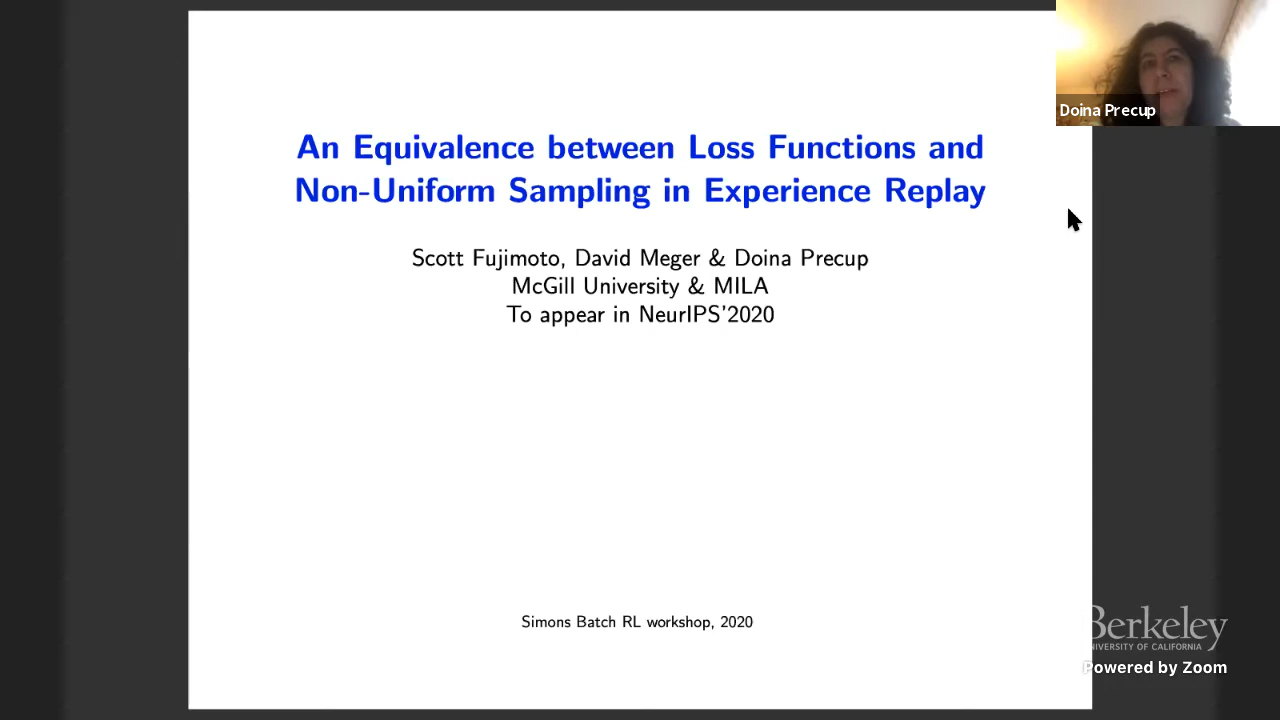 An Equivalence between Loss Functions and
Non-Uniform Sampling in Experience Replay
Scott Fujimoto, David Meger & Doina Precup
McGill University & MILA
To appear in NeurIPS'2020
Simons Batch RL workshop, 2020
Doina Precup
Berkeley
UNIVERSITY OF CALIFORNIA
Powered by Zoom